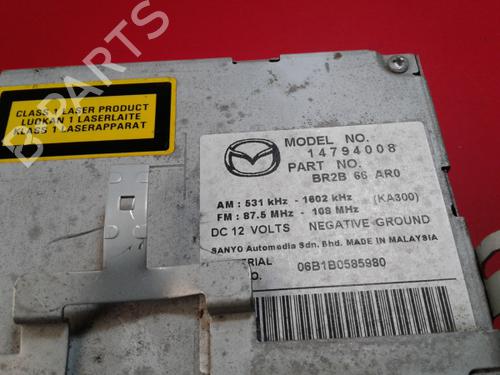 B PARTS
CLASS 1 LASER PRODUCT
LUOKAN 1 LASERLAITE
KLASS 1 LASERAPPARAT
MODEL NO.
14794008
PART NO.
BR2B 66 AR0
AM : 531 kHz - 1602 kHz (KA300)
FM : 87.5 MHz - 108 MHz
DC 12 VOLTS NEGATIVE GROUND
SANYO Automedia Sdn. Bhd. MADE IN MALAYSIA
ERIAL
O. 06B1B0585980